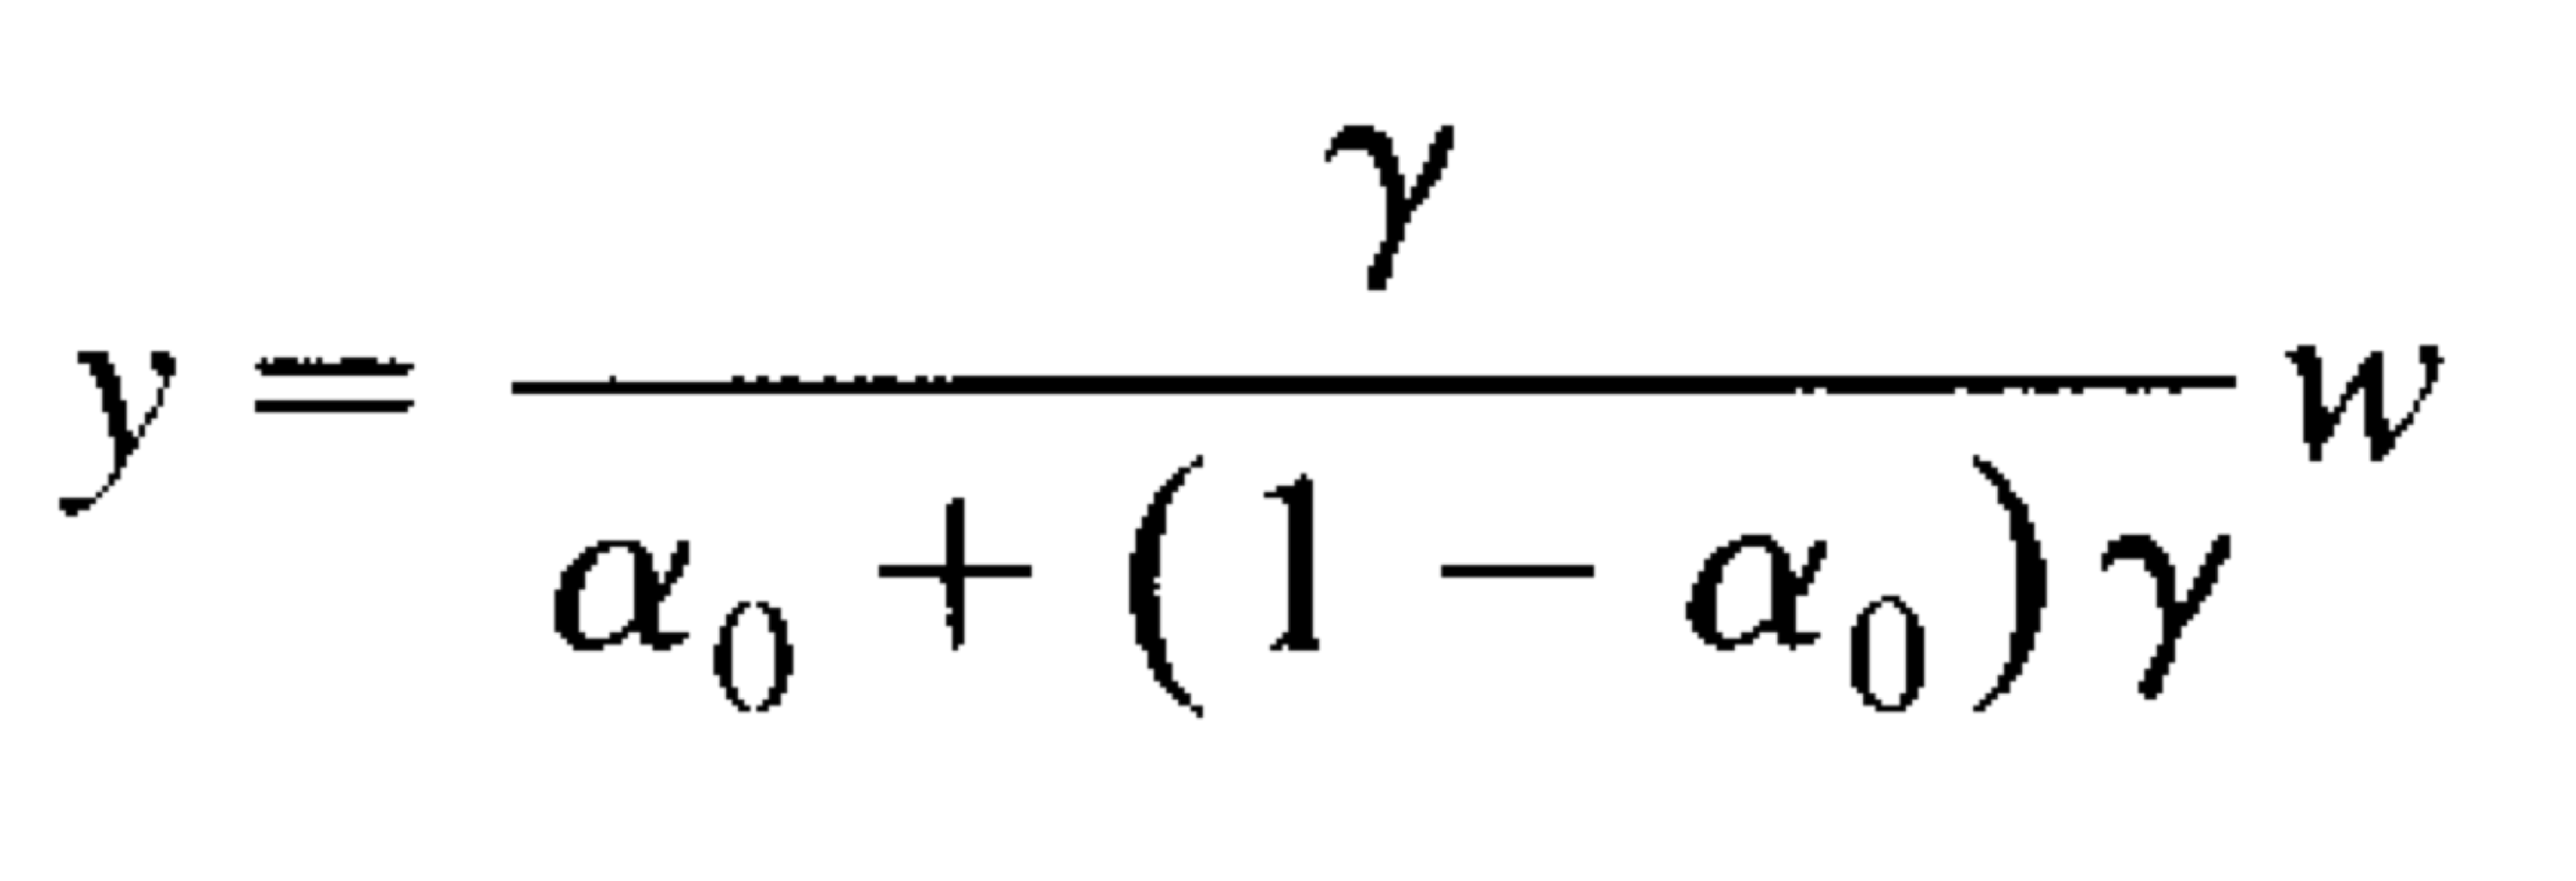 y = γ / (α₀ + (1 − α₀)γ) w